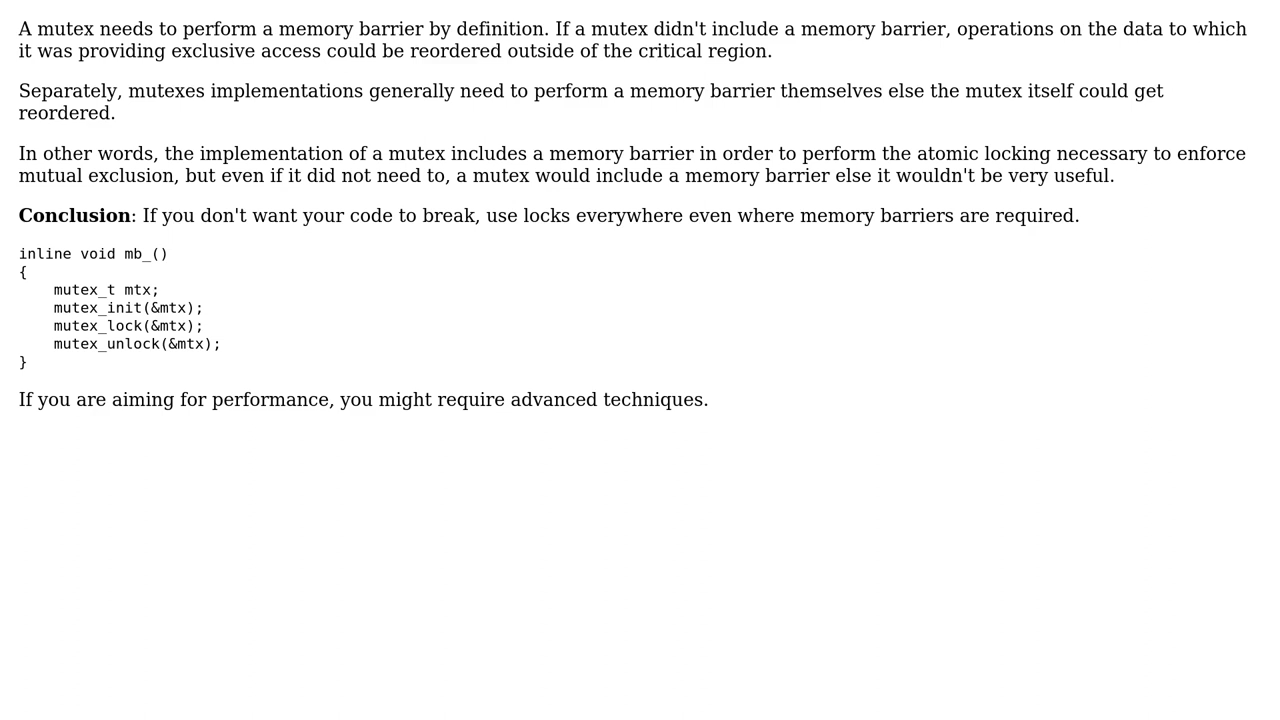 A mutex needs to perform a memory barrier by definition. If a mutex didn't include a memory barrier, operations on the data to which
it was providing exclusive access could be reordered outside of the critical region.
Separately, mutexes implementations generally need to perform a memory barrier themselves else the mutex itself could get
reordered.
In other words, the implementation of a mutex includes a memory barrier in order to perform the atomic locking necessary to enforce
mutual exclusion, but even if it did not need to, a mutex would include a memory barrier else it wouldn't be very useful.
Conclusion: If you don't want your code to break, use locks everywhere even where memory barriers are required.
inline void mb_()
{
    mutex_t mtx;
    mutex_init(&mtx);
    mutex_lock(&mtx);
    mutex_unlock(&mtx);
}
If you are aiming for performance, you might require advanced techniques.